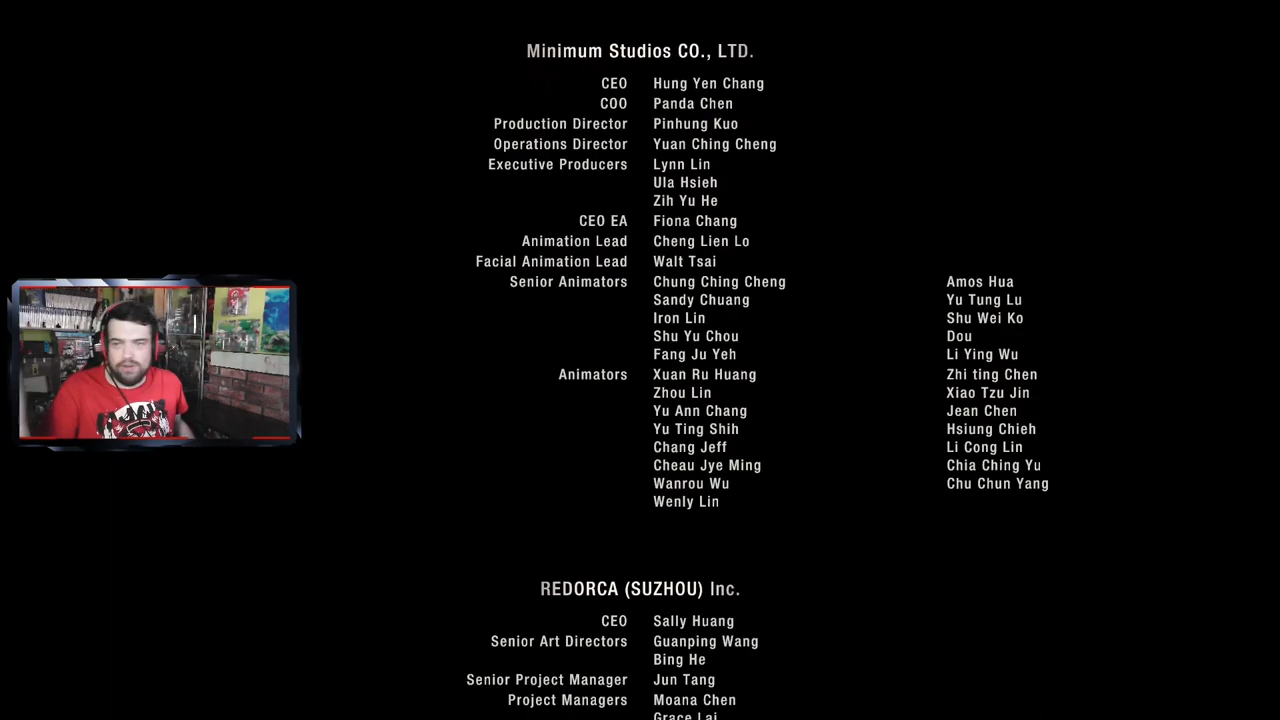 Minimum Studios CO., LTD.
CEO Hung Yen Chang
COO Panda Chen
Production Director Pinhung Kuo
Operations Director Yuan Ching Cheng
Executive Producers Lynn Lin
Ula Hsieh
Zih Yu He
CEO EA Fiona Chang
Animation Lead Cheng Lien Lo
Facial Animation Lead Walt Tsai
Senior Animators Chung Ching Cheng Amos Hua
Sandy Chuang Yu Tung Lu
Iron Lin Shu Wei Ko
Shu Yu Chou Dou
Fang Ju Yeh Li Ying Wu
Animators Xuan Ru Huang Zhi ting Chen
Zhou Lin Xiao Tzu Jin
Yu Ann Chang Jean Chen
Yu Ting Shih Hsiung Chieh
Chang Jeff Li Cong Lin
Cheau Jye Ming Chia Ching Yu
Wanrou Wu Chu Chun Yang
Wenly Lin
REDORCA (SUZHOU) Inc.
CEO Sally Huang
Senior Art Directors Guanping Wang
Bing He
Senior Project Manager Jun Tang
Project Managers Moana Chen
Grace Lai